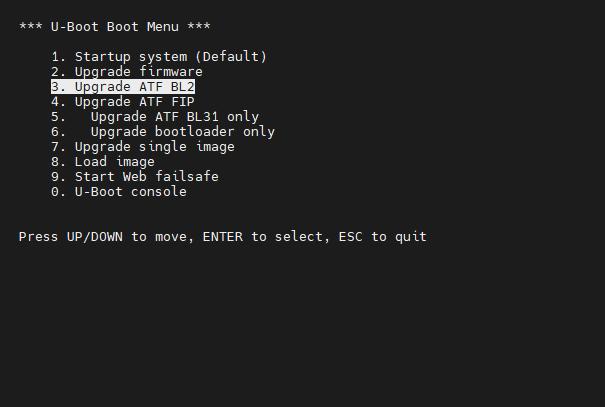 *** U-Boot Boot Menu ***
1. Startup system (Default)
2. Upgrade firmware
3. Upgrade ATF BL2
4. Upgrade ATF FIP
5.   Upgrade ATF BL31 only
6.   Upgrade bootloader only
7. Upgrade single image
8. Load image
9. Start Web failsafe
0. U-Boot console
Press UP/DOWN to move, ENTER to select, ESC to quit